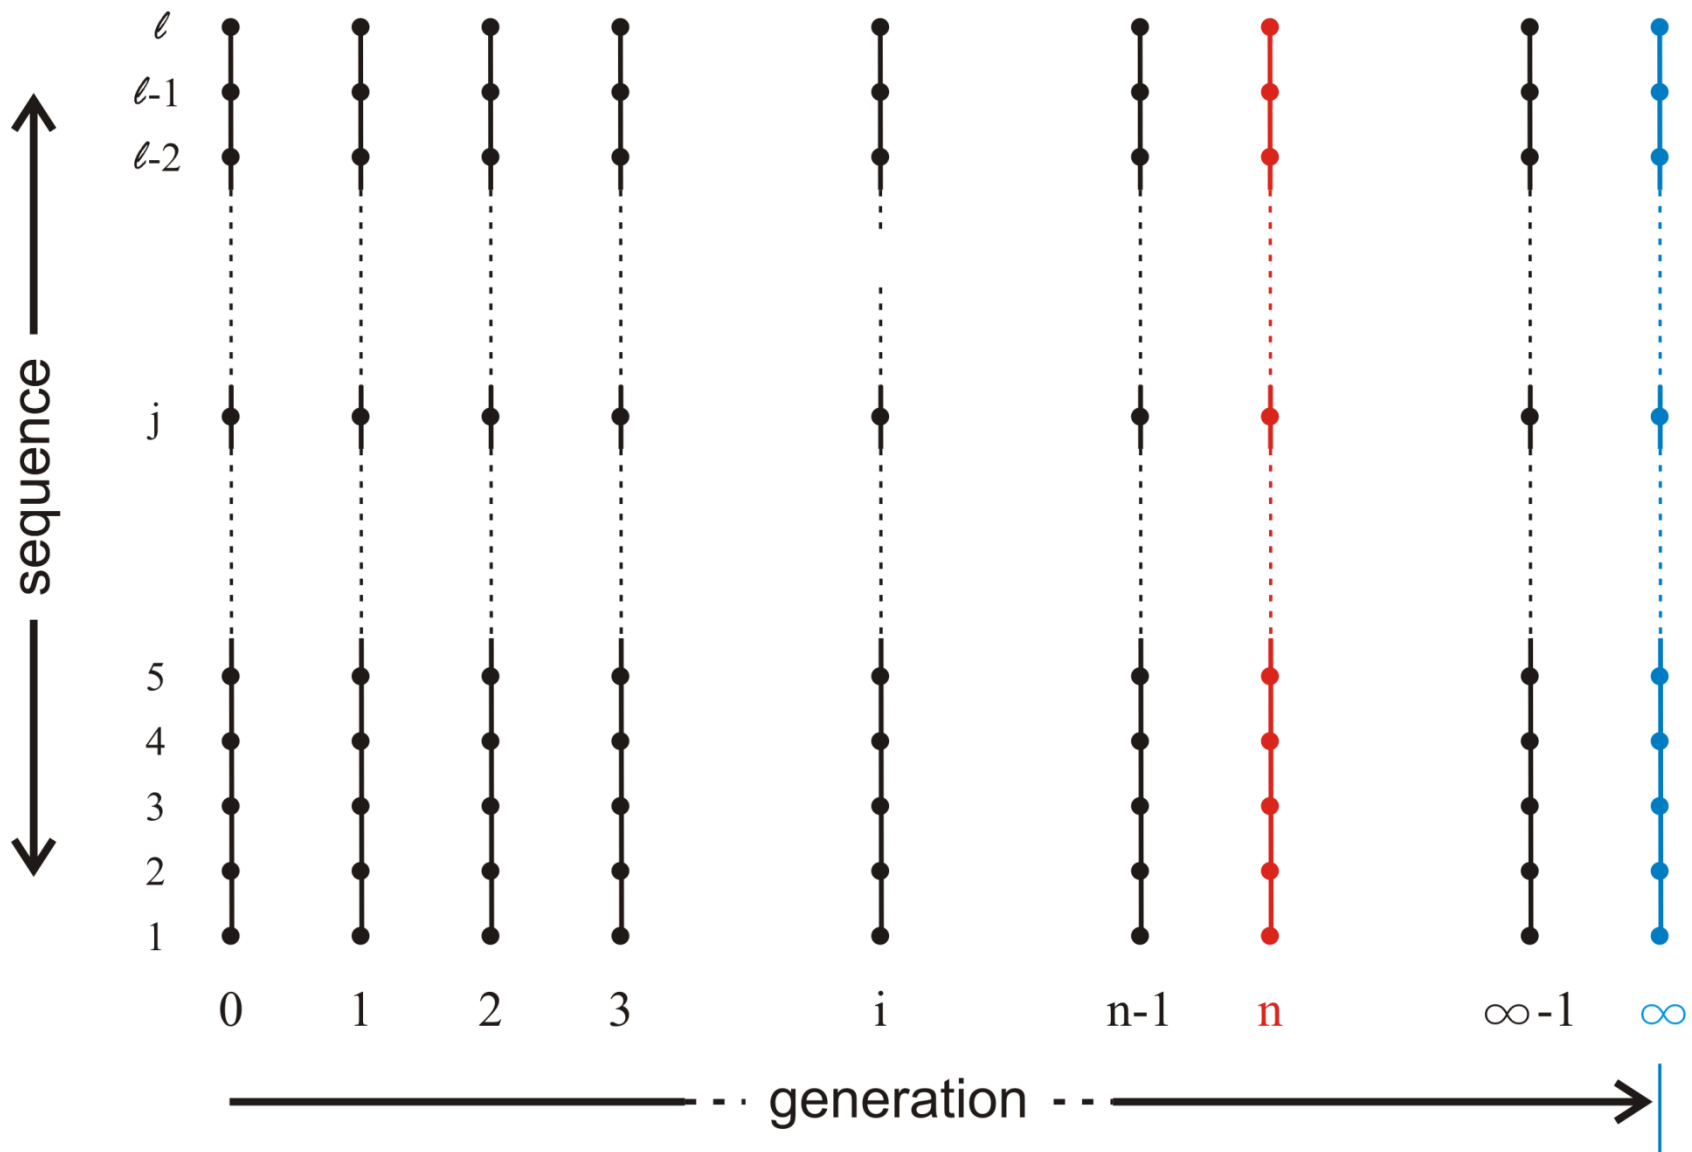 ℓ
ℓ-1
ℓ-2
j
5
4
3
2
1
sequence
0 1 2 3 i n-1 n ∞-1 ∞
generation